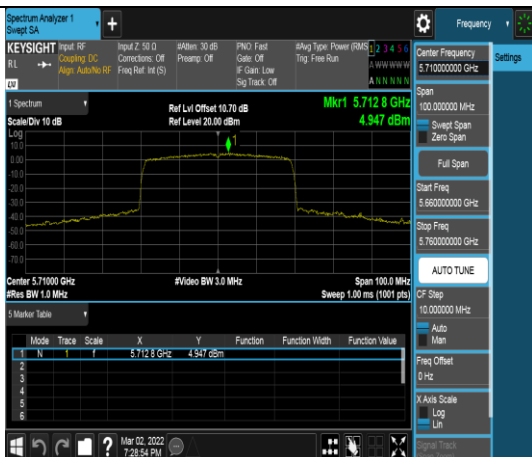 Spectrum Analyzer 1
Swept SA
+
Frequency
KEYSIGHT
RL
LXI
Input: RF
Coupling: DC
Align: Auto/No RF
Input Z: 50 Ω
Corrections: Off
Freq Ref: Int (S)
#Atten: 30 dB
Preamp: Off
PNO: Fast
Gate: Off
IF Gain: Low
Sig Track: Off
#Avg Type: Power (RMS
Trig: Free Run
1 2 3 4 5 6
A W W W W W
A N N N N N
1 Spectrum
Scale/Div 10 dB
Ref Lvl Offset 10.70 dB
Ref Level 20.00 dBm
Mkr1 5.712 8 GHz
4.947 dBm
Log
10.0
0.00
-10.0
-20.0
-30.0
-40.0
-50.0
-60.0
-70.0
1
Center 5.71000 GHz
#Res BW 1.0 MHz
#Video BW 3.0 MHz
Span 100.0 MHz
Sweep 1.00 ms (1001 pts)
5 Marker Table
Mode Trace Scale X Y Function Function Width Function Value
1 N 1 f 5.712 8 GHz 4.947 dBm
2
3
4
5
6
Mar 02, 2022
7:28:54 PM
Center Frequency
5.710000000 GHz
Span
100.000000 MHz
Swept Span
Zero Span
Full Span
Start Freq
5.660000000 GHz
Stop Freq
5.760000000 GHz
AUTO TUNE
CF Step
10.000000 MHz
Auto
Man
Freq Offset
0 Hz
X Axis Scale
Log
Lin
Signal Track
Settings